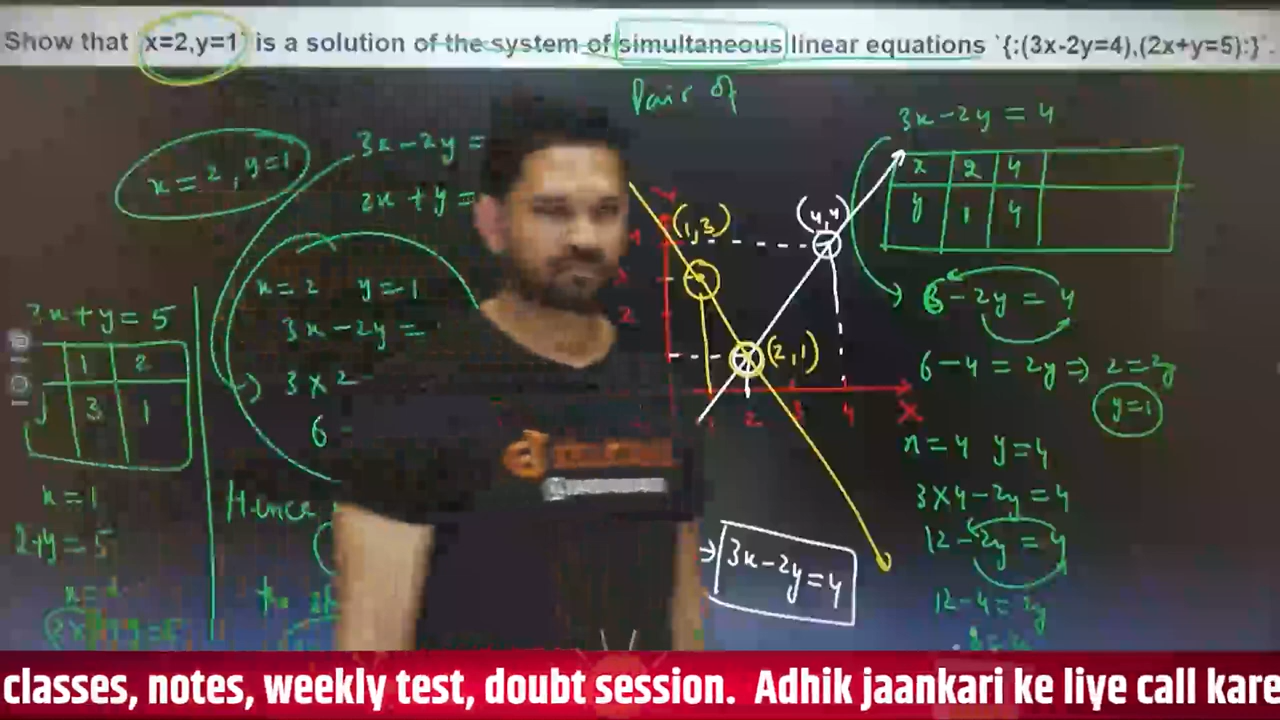 Show that `x=2,y=1` is a solution of the system of simultaneous linear equations `{:(3x-2y=4),(2x+y=5):}`.
Pair of
x=2, y=1
3x-2y =
2x + y =
x=2 y=1
3x-2y =
3 x 2
6 -
Hence
2x+y=5
1 2
y 3 1
x=1
2+y=5
Y
(1,3)
(4,4)
(2,1)
2
2 3 4 X
→ 3x-2y=4
3x-2y = 4
x 2 4
y 1 4
6-2y = 4
6-4 = 2y ⇒ 2=2y
y=1
x=4 y=4
3x4-2y=4
12-2y = 4
12-4=2y
classes, notes, weekly test, doubt session. Adhik jaankari ke liye call kare